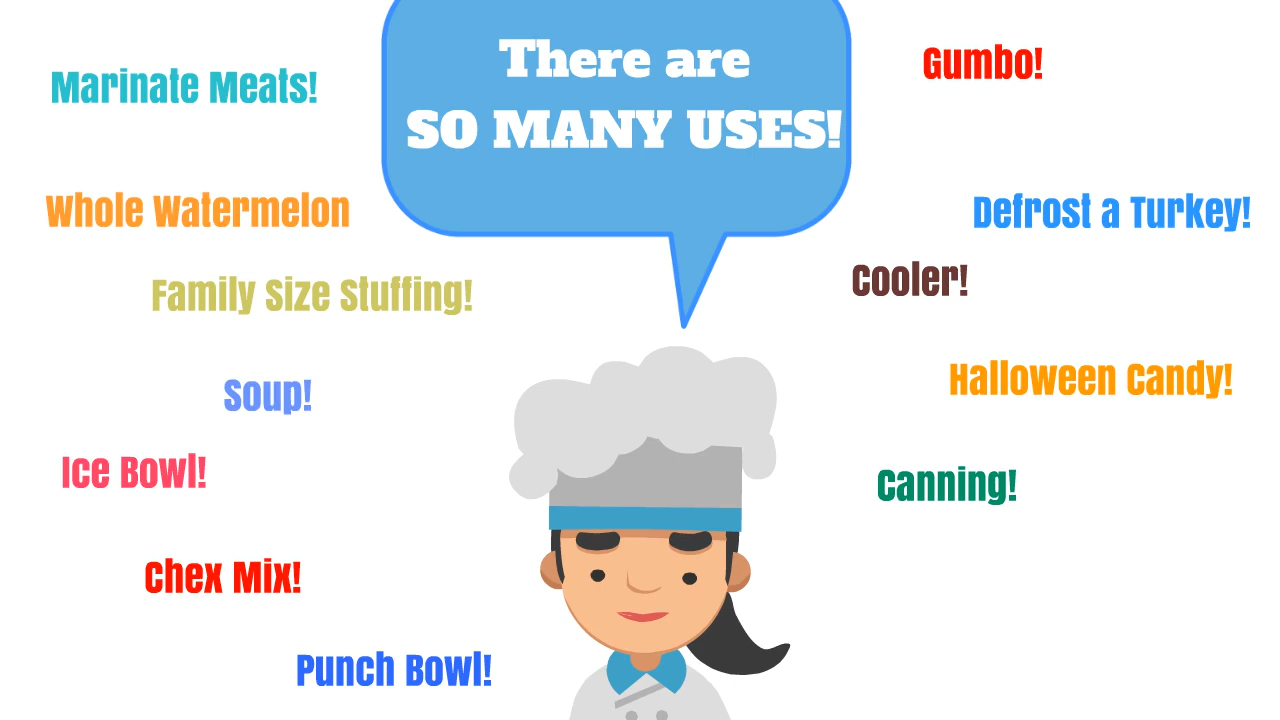 There are
SO MANY USES!
Marinate Meats!
Whole Watermelon
Family Size Stuffing!
Soup!
Ice Bowl!
Chex Mix!
Punch Bowl!
Gumbo!
Defrost a Turkey!
Cooler!
Halloween Candy!
Canning!